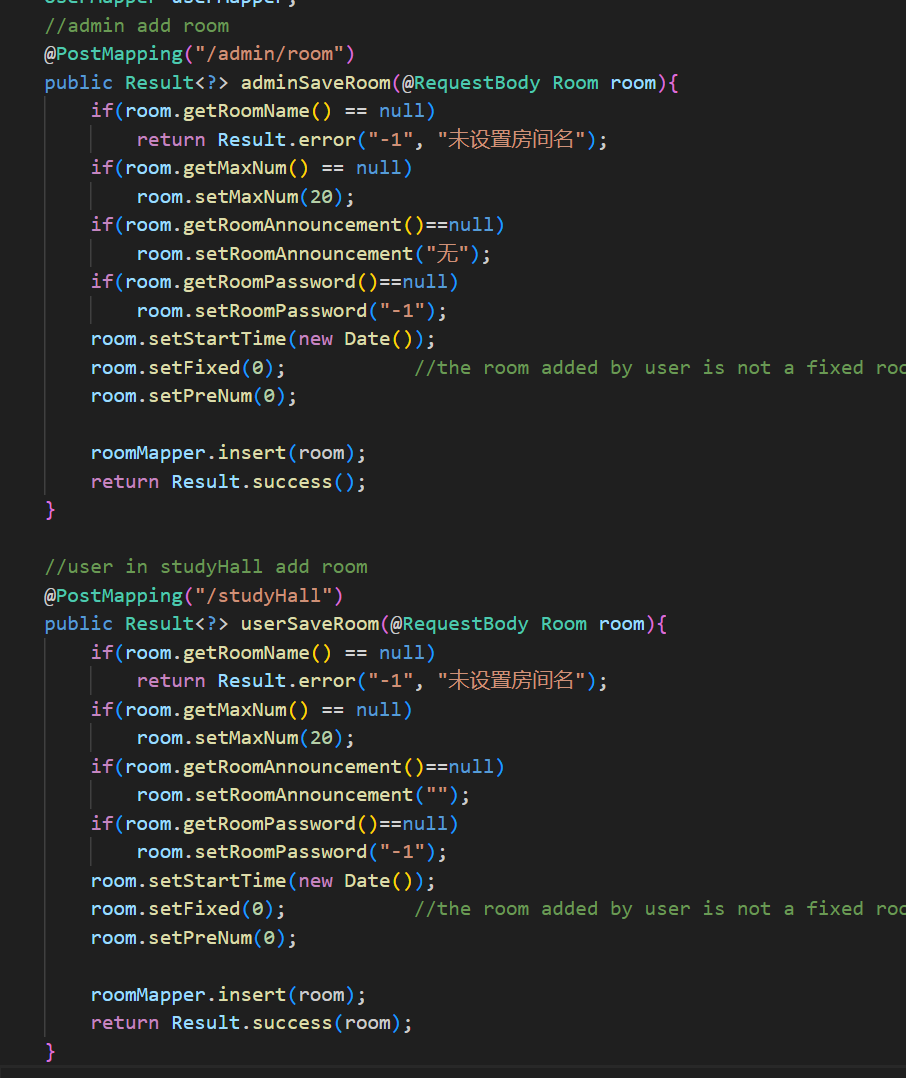 //admin add room
@PostMapping("/admin/room")
public Result<?> adminSaveRoom(@RequestBody Room room){
    if(room.getRoomName() == null)
        return Result.error("-1", "未设置房间名");
    if(room.getMaxNum() == null)
        room.setMaxNum(20);
    if(room.getRoomAnnouncement()==null)
        room.setRoomAnnouncement("无");
    if(room.getRoomPassword()==null)
        room.setRoomPassword("-1");
    room.setStartTime(new Date());
    room.setFixed(0);           //the room added by user is not a fixed
    room.setPreNum(0);

    roomMapper.insert(room);
    return Result.success();
}

//user in studyHall add room
@PostMapping("/studyHall")
public Result<?> userSaveRoom(@RequestBody Room room){
    if(room.getRoomName() == null)
        return Result.error("-1", "未设置房间名");
    if(room.getMaxNum() == null)
        room.setMaxNum(20);
    if(room.getRoomAnnouncement()==null)
        room.setRoomAnnouncement("");
    if(room.getRoomPassword()==null)
        room.setRoomPassword("-1");
    room.setStartTime(new Date());
    room.setFixed(0);           //the room added by user is not a fixed
    room.setPreNum(0);

    roomMapper.insert(room);
    return Result.success(room);
}